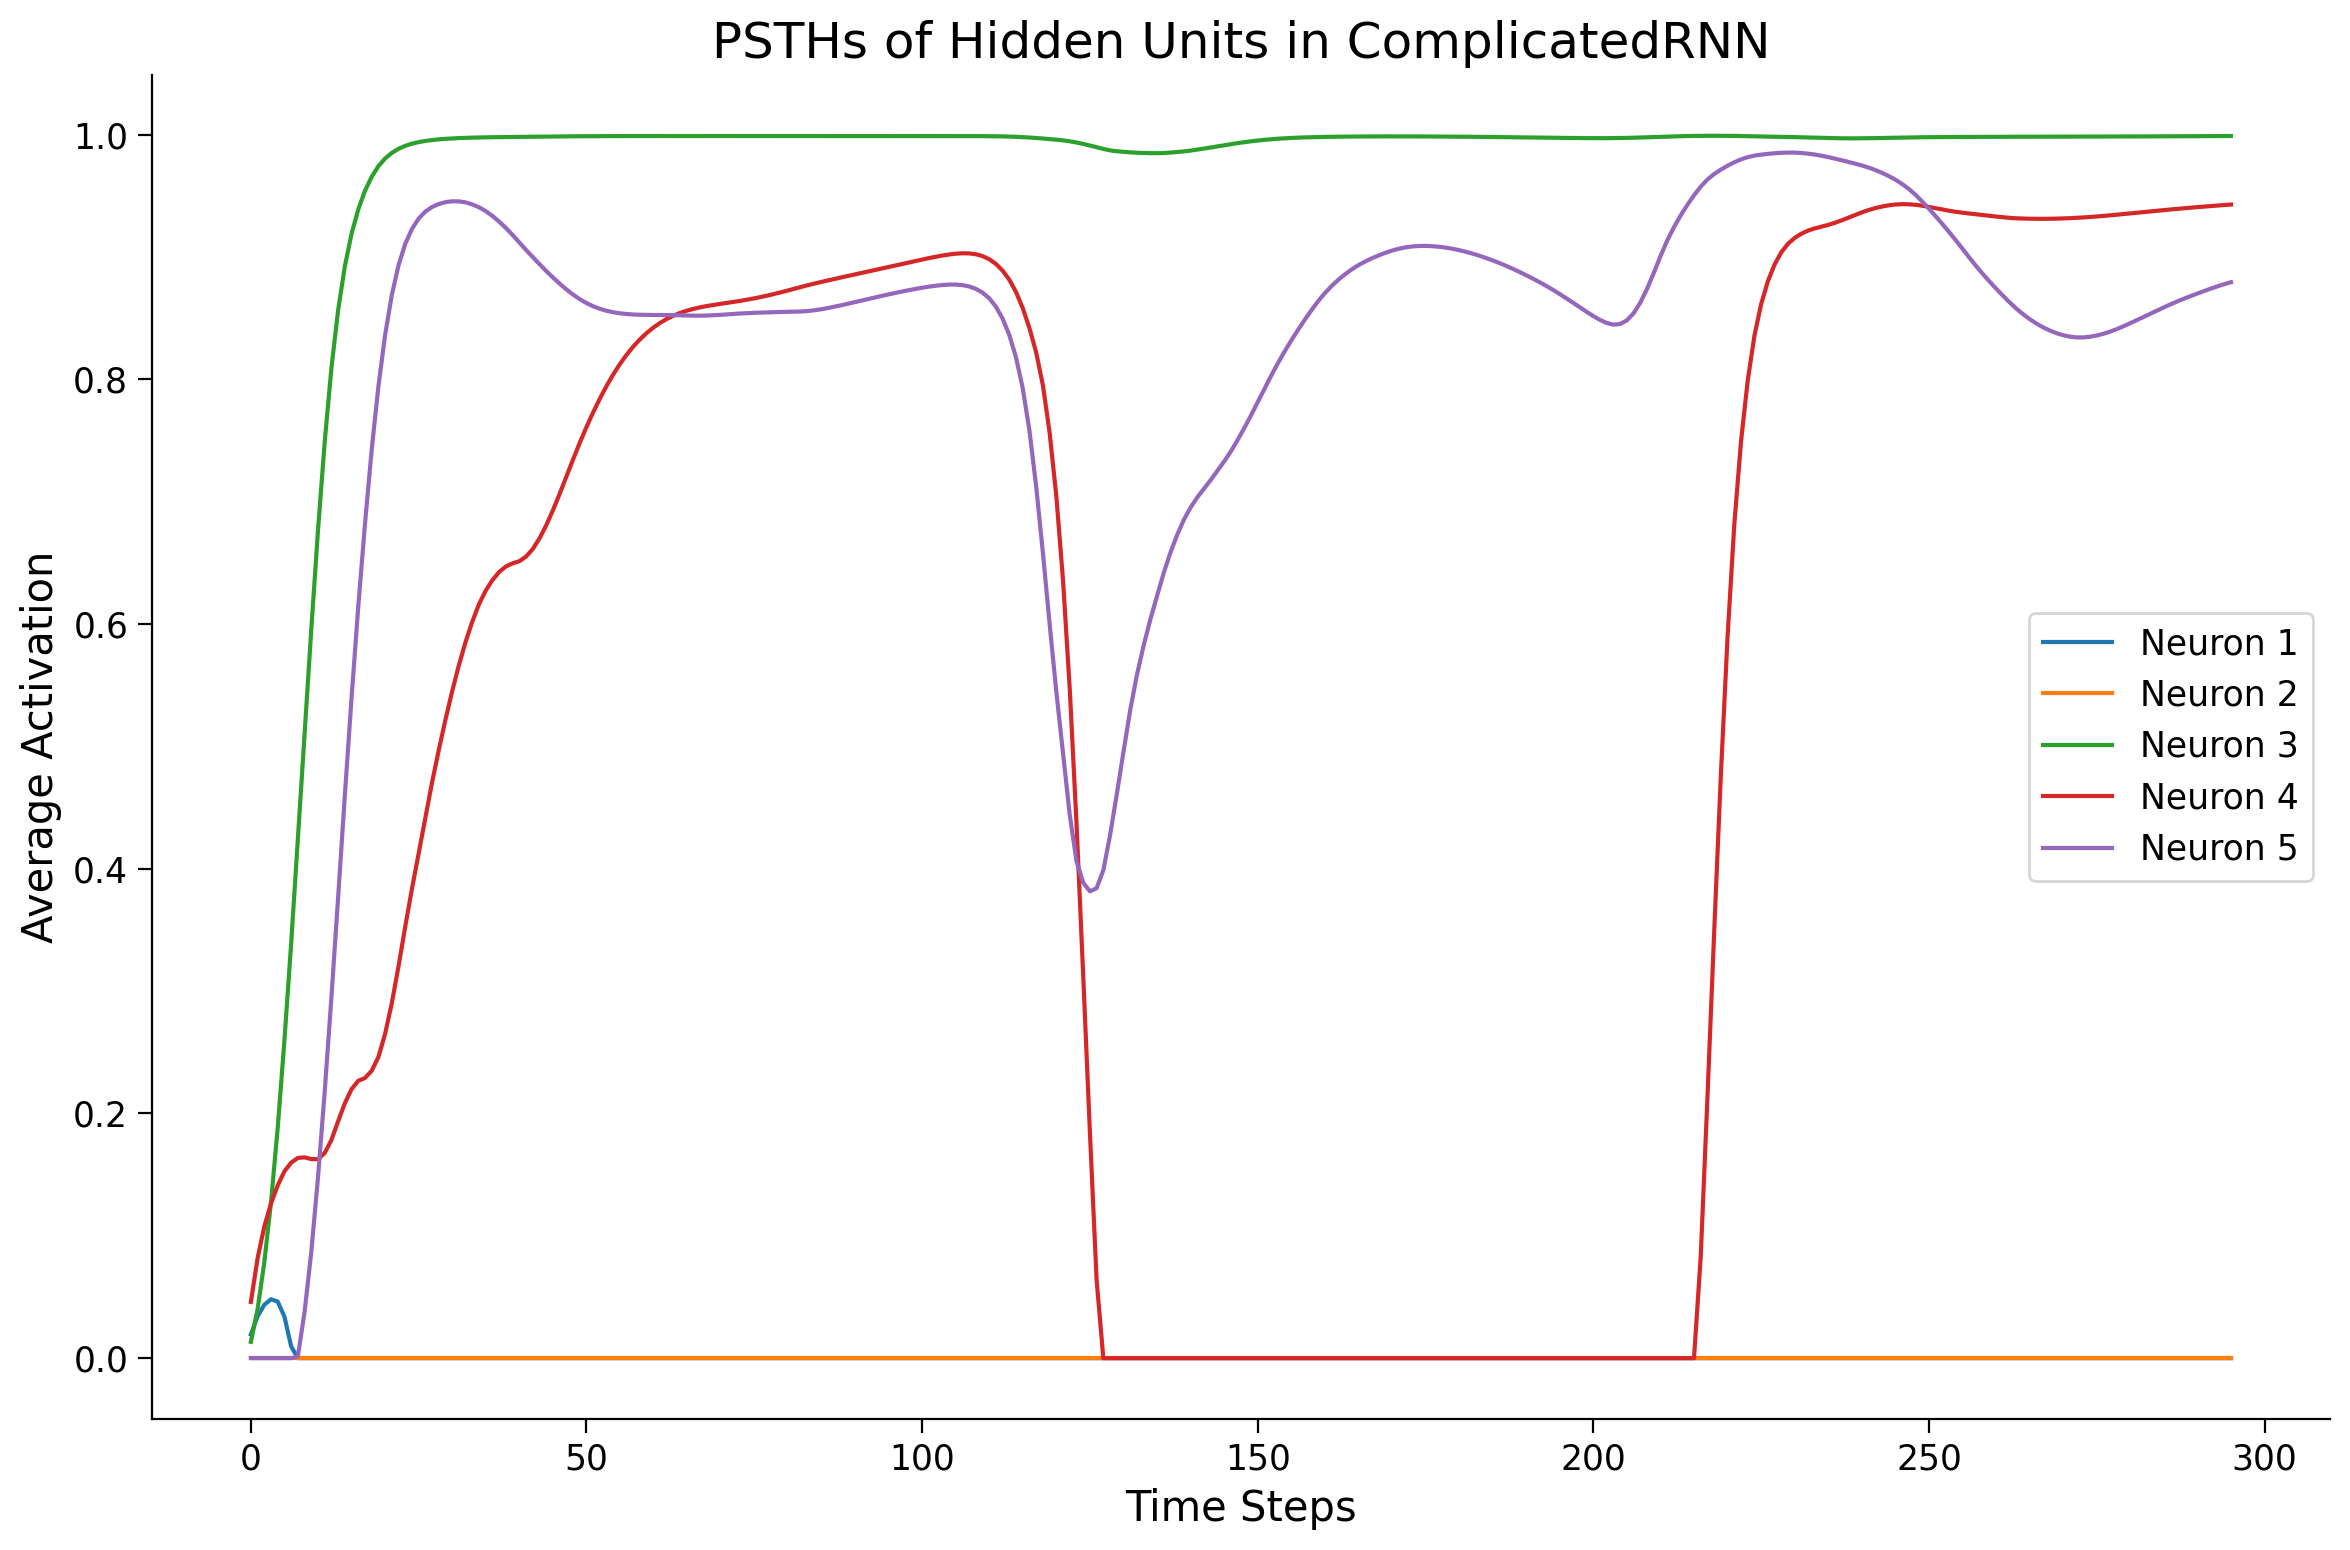 PSTHs of Hidden Units in ComplicatedRNN
Average Activation
1.0
0.8
0.6
0.4
0.2
0.0
Neuron 1
Neuron 2
Neuron 3
Neuron 4
Neuron 5
0 50 100 150 200 250 300
Time Steps